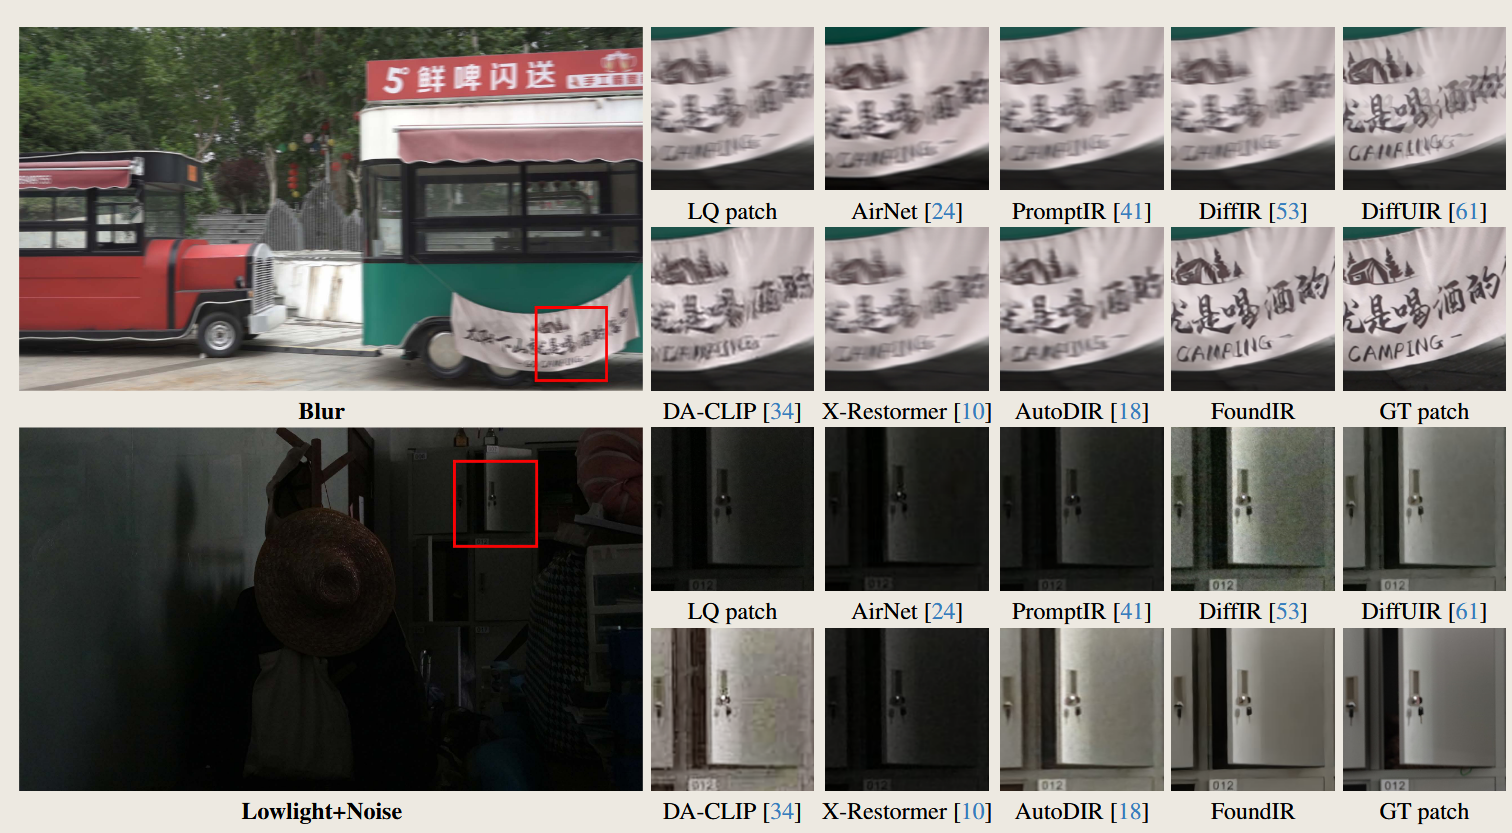 5° 鲜啤闪送
LQ patch
AirNet [24]
PromptIR [41]
DiffIR [53]
DiffUIR [61]
是喝酒的
CAMPING
DA-CLIP [34]
X-Restormer [10]
AutoDIR [18]
FoundIR
GT patch
Blur
012
LQ patch
AirNet [24]
PromptIR [41]
DiffIR [53]
DiffUIR [61]
012
DA-CLIP [34]
X-Restormer [10]
AutoDIR [18]
FoundIR
GT patch
Lowlight+Noise